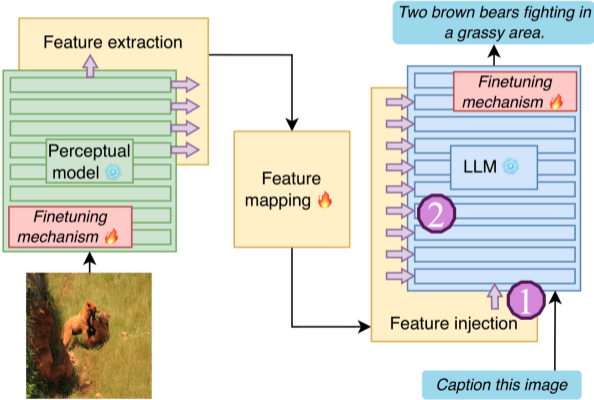 Two brown bears fighting in
a grassy area.
Feature extraction
Finetuning
mechanism
Perceptual
model
LLM
Feature
mapping
2
Finetuning
mechanism
1
Feature injection
Caption this image